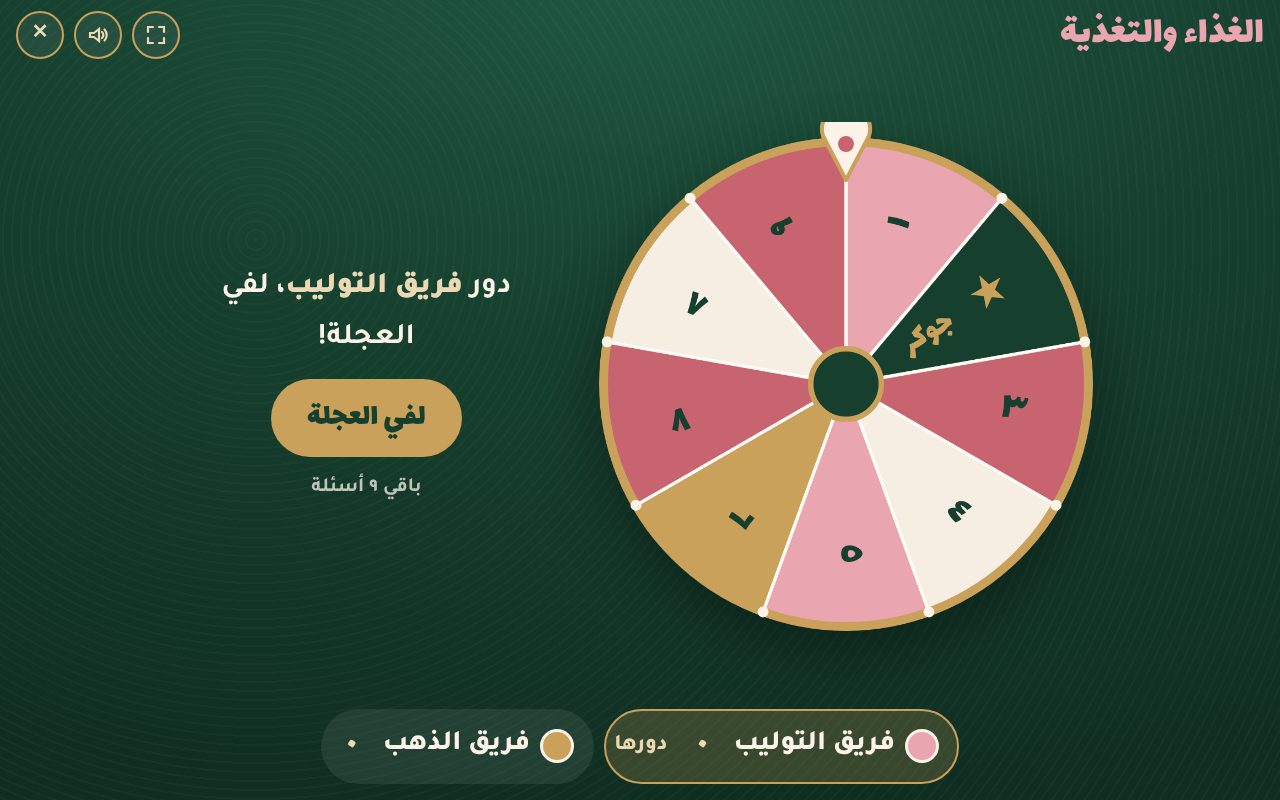 الغذاء والتغذية
دور فريق التوليب، لفي
العجلة!
لفي العجلة
باقي ٩ أسئلة
١
جوكر
٣
٤
٥
٦
٨
٧
٩
فريق التوليب ٠ دورها
فريق الذهب ٠